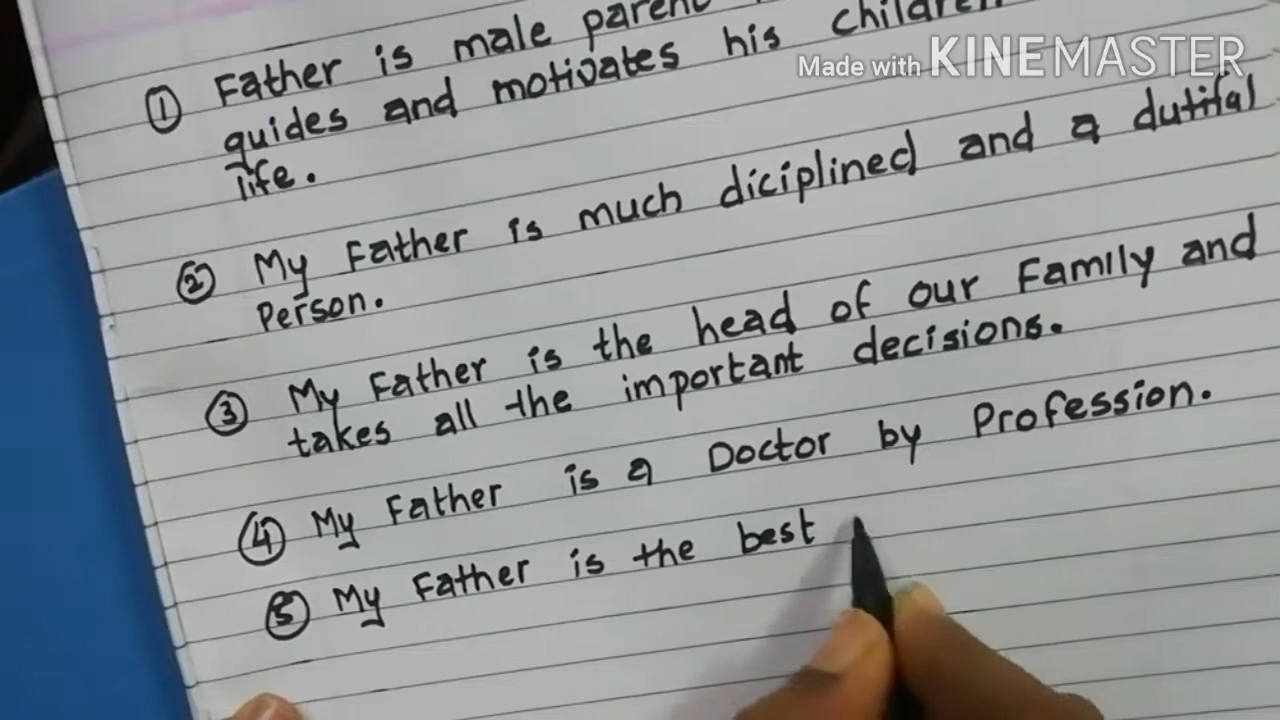 ① Father is male parent
guides and motivates his children
life.
② My Father is much diciplined and a dutifal
Person.
③ My Father is the head of our Family and
takes all the important decisions.
④ My Father is a Doctor by Profession.
⑤ My Father is the best
Made with KINEMASTER